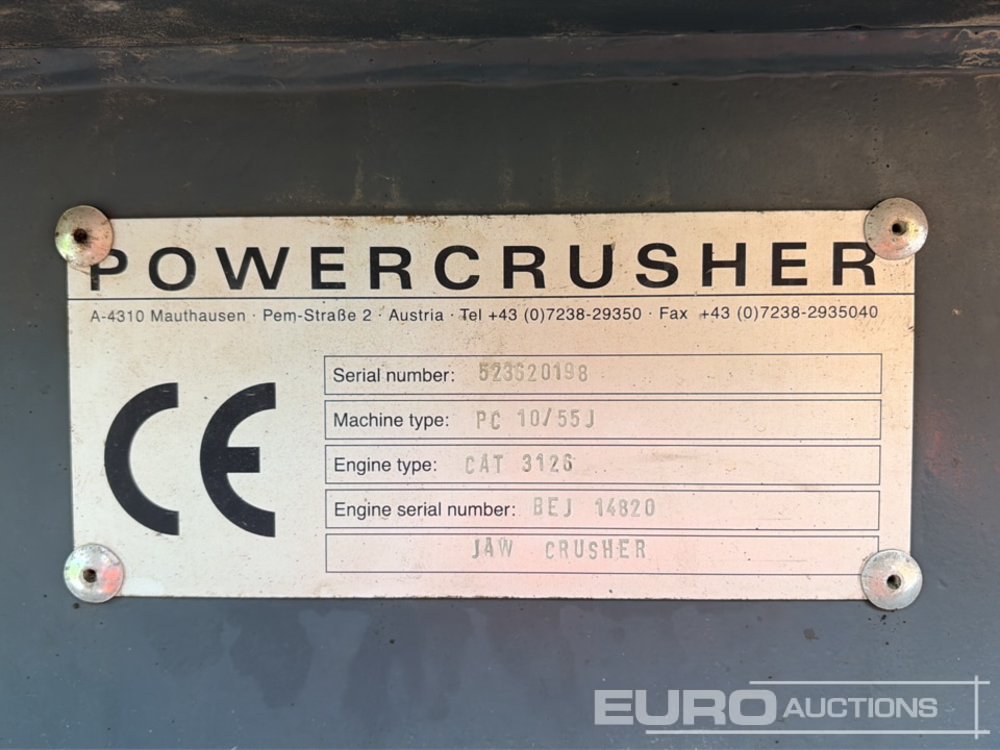 POWERCRUSHER
A-4310 Mauthausen · Pem-Straße 2 · Austria · Tel +43 (0)7238-29350 · Fax +43 (0)7238-2935040
CE
Serial number: 523620198
Machine type: PC 10/55J
Engine type: CAT 3126
Engine serial number: BEJ 14820
JAW CRUSHER
EURO AUCTIONS